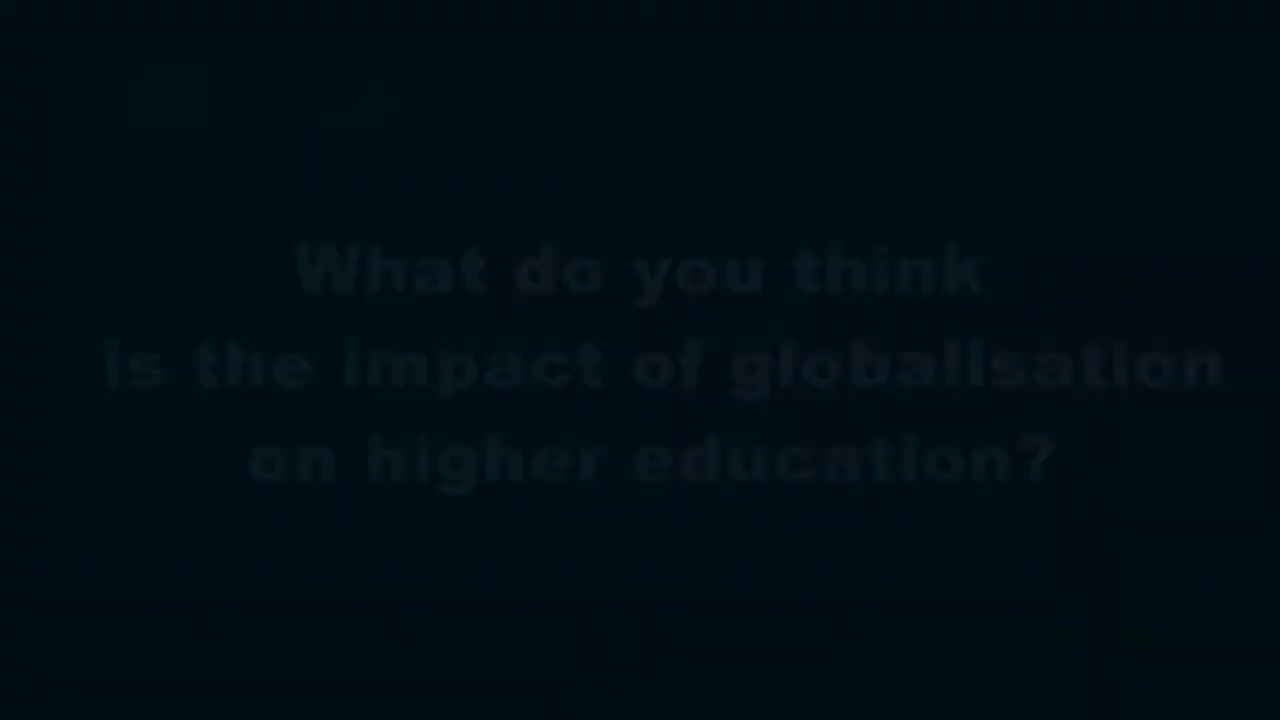 What do you think
is the impact of globalisation
on higher education?